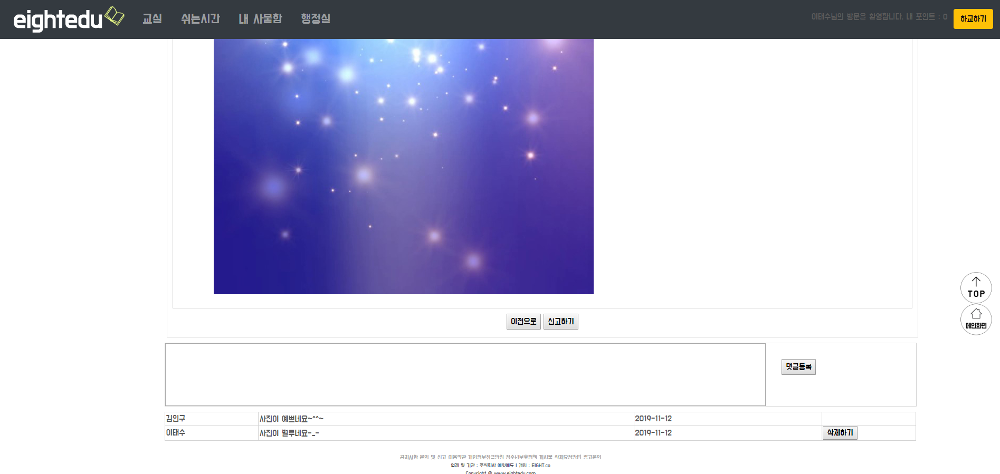 eightedu 교실 쉬는시간 내 사물함 행정실 이태수님의 방문을 환영합니다. 내 포인트 : 0 하교하기
TOP
메인화면
이전으로 신고하기
댓글등록
김인구 사진이 예쁘네요~^^~ 2019-11-12
이태수 사진이 별루네요-_- 2019-11-12 삭제하기
공지사항 문의 및 신고 이용약관 개인정보취급방침 청소년보호정책 게시물 삭제요청방법 광고문의
업체 및 기관 : 주식회사 에잇에듀 | 개인 : EIGHT.co
Copyright @ www.eightedu.com